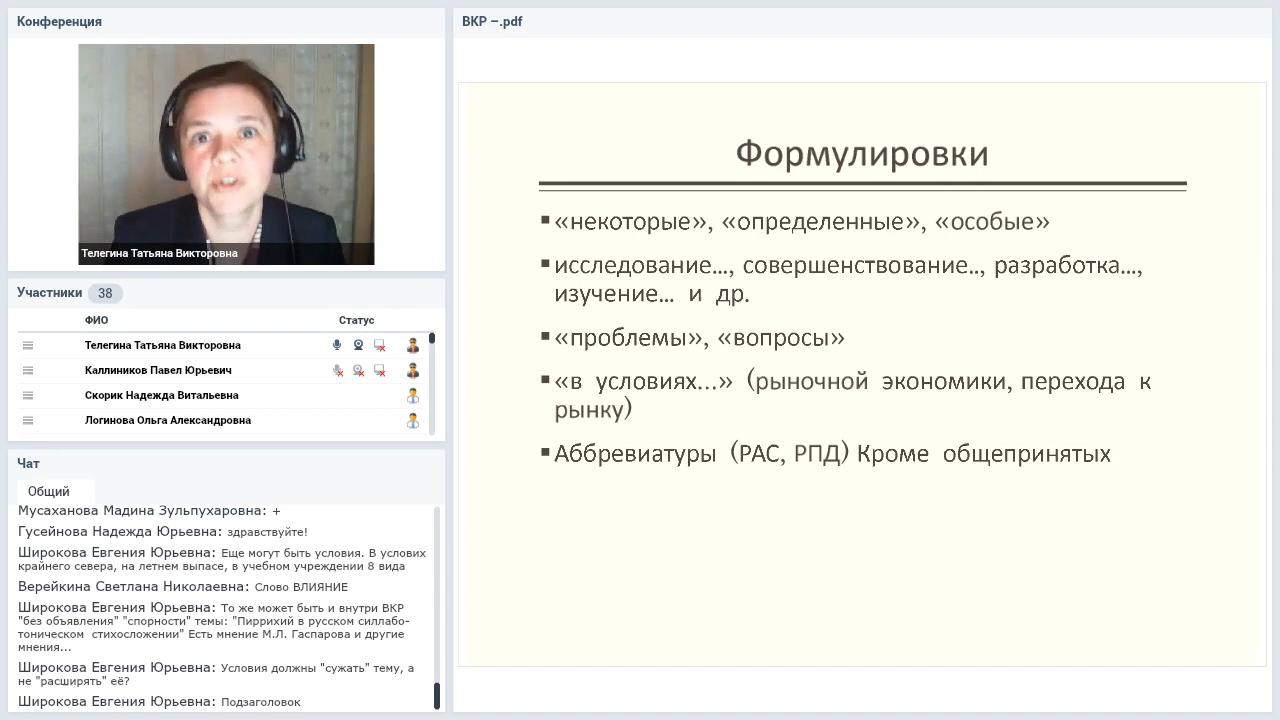 Конференция
Телегина Татьяна Викторовна
Участники 38
ФИО Статус
Телегина Татьяна Викторовна
Каллиников Павел Юрьевич
Скорик Надежда Витальевна
Логинова Ольга Александровна
Чат
Общий
Мусаханова Мадина Зульпухаровна: +
Гусейнова Надежда Юрьевна: здравствуйте!
Широкова Евгения Юрьевна: Еще могут быть условия. В услових
крайнего севера, на летнем выпасе, в учебном учреждении 8 вида
Верейкина Светлана Николаевна: Слово ВЛИЯНИЕ
Широкова Евгения Юрьевна: То же может быть и внутри ВКР
"без объявления" "спорности" темы: "Пиррихий в русском силлабо-
тоническом стихосложении" Есть мнение М.Л. Гаспарова и другие
мнения...
Широкова Евгения Юрьевна: Условия должны "сужать" тему, а
не "расширять" её?
Широкова Евгения Юрьевна: Подзаголовок
ВКР –.pdf
Формулировки
▪«некоторые», «определенные», «особые»
▪исследование…, совершенствование.., разработка…,
изучение… и др.
▪«проблемы», «вопросы»
▪«в условиях...» (рыночной экономики, перехода к
рынку)
▪Аббревиатуры (РАС, РПД) Кроме общепринятых